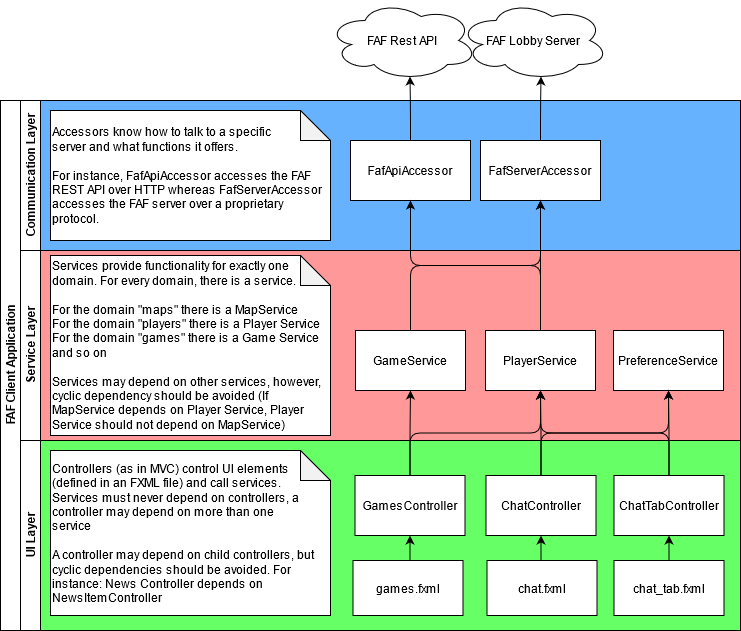 FAF Rest API
FAF Lobby Server
FAF Client Application
Communication Layer
Accessors know how to talk to a specific
server and what functions it offers.
For instance, FafApiAccessor accesses the FAF
REST API over HTTP whereas FafServerAccessor
accesses the FAF server over a proprietary
protocol.
FafApiAccessor
FafServerAccessor
Service Layer
Services provide functionality for exactly one
domain. For every domain, there is a service.
For the domain "maps" there is a MapService
For the domain "players" there is a Player Service
For the domain "games" there is a Game Service
and so on
Services may depend on other services, however,
cyclic dependency should be avoided (If
MapService depends on Player Service, Player
Service should not depend on MapService)
GameService
PlayerService
PreferenceService
UI Layer
Controllers (as in MVC) control UI elements
(defined in an FXML file) and call services.
Services must never depend on controllers, a
controller may depend on more than one
service
A controller may depend on child controllers, but
cyclic dependencies should be avoided. For
instance: News Controller depends on
NewsItemController
GamesController
ChatController
ChatTabController
games.fxml
chat.fxml
chat_tab.fxml